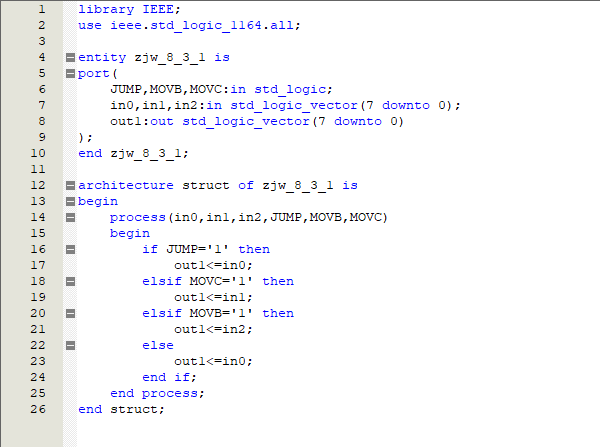 1 library IEEE;
2 use ieee.std_logic_1164.all;
3
4 entity zjw_8_3_1 is
5 port(
6 JUMP,MOVB,MOVC:in std_logic;
7 in0,in1,in2:in std_logic_vector(7 downto 0);
8 out1:out std_logic_vector(7 downto 0)
9 );
10 end zjw_8_3_1;
11
12 architecture struct of zjw_8_3_1 is
13 begin
14 process(in0,in1,in2,JUMP,MOVB,MOVC)
15 begin
16 if JUMP='1' then
17 out1<=in0;
18 elsif MOVC='1' then
19 out1<=in1;
20 elsif MOVB='1' then
21 out1<=in2;
22 else
23 out1<=in0;
24 end if;
25 end process;
26 end struct;